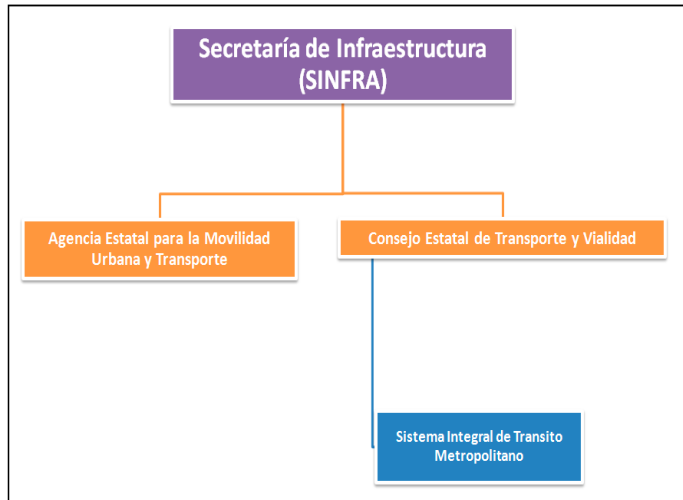 Secretaría de Infraestructura
(SINFRA)
Agencia Estatal para la Movilidad
Urbana y Transporte
Consejo Estatal de Transporte y Vialidad
Sistema Integral de Transito
Metropolitano